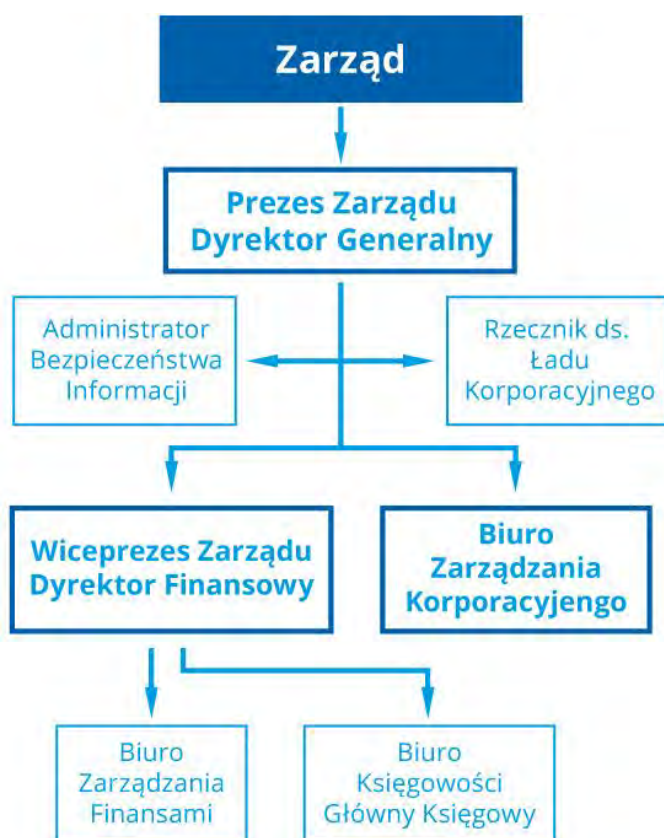 Zarząd
Prezes Zarządu
Dyrektor Generalny
Administrator
Bezpieczeństwa
Informacji
Rzecznik ds.
Ładu
Korporacyjnego
Wiceprezes Zarządu
Dyrektor Finansowy
Biuro
Zarządzania
Korporacyjengo
Biuro
Zarządzania
Finansami
Biuro
Księgowości
Główny Księgowy